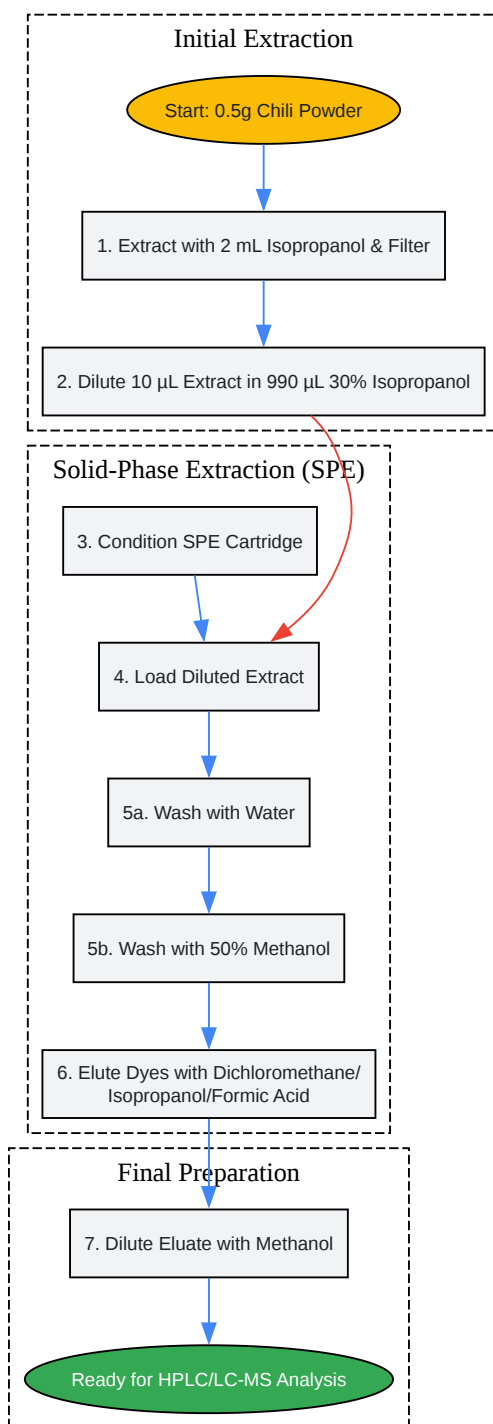 Initial Extraction
Start: 0.5g Chili Powder
1. Extract with 2 mL Isopropanol & Filter
2. Dilute 10 µL Extract in 990 µL 30% Isopropanol
Solid-Phase Extraction (SPE)
3. Condition SPE Cartridge
4. Load Diluted Extract
5a. Wash with Water
5b. Wash with 50% Methanol
6. Elute Dyes with Dichloromethane/
Isopropanol/Formic Acid
Final Preparation
7. Dilute Eluate with Methanol
Ready for HPLC/LC-MS Analysis